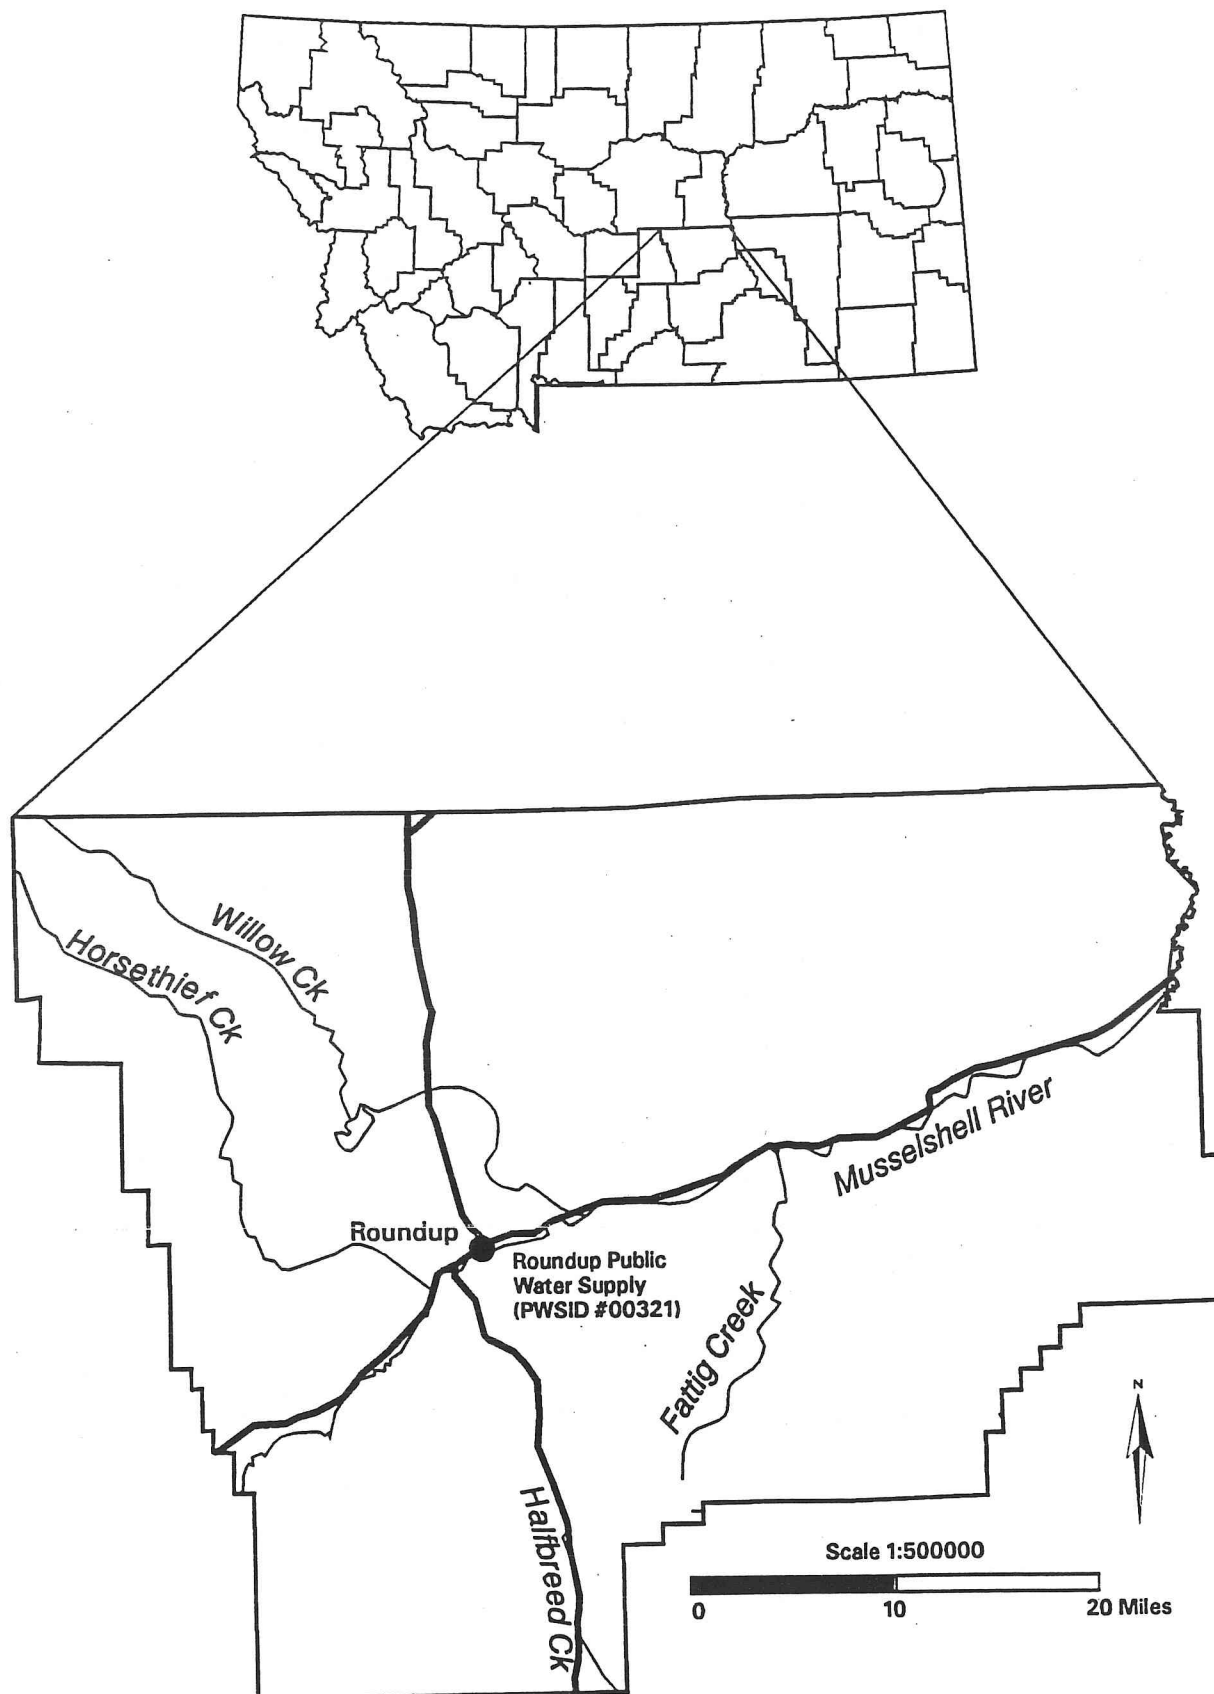 Willow Ck
Horsethief Ck
Musselshell River
Roundup
Roundup Public
Water Supply
(PWSID #00321)
Fattig Creek
Halfbreed Ck
N
Scale 1:500000
0 10 20 Miles